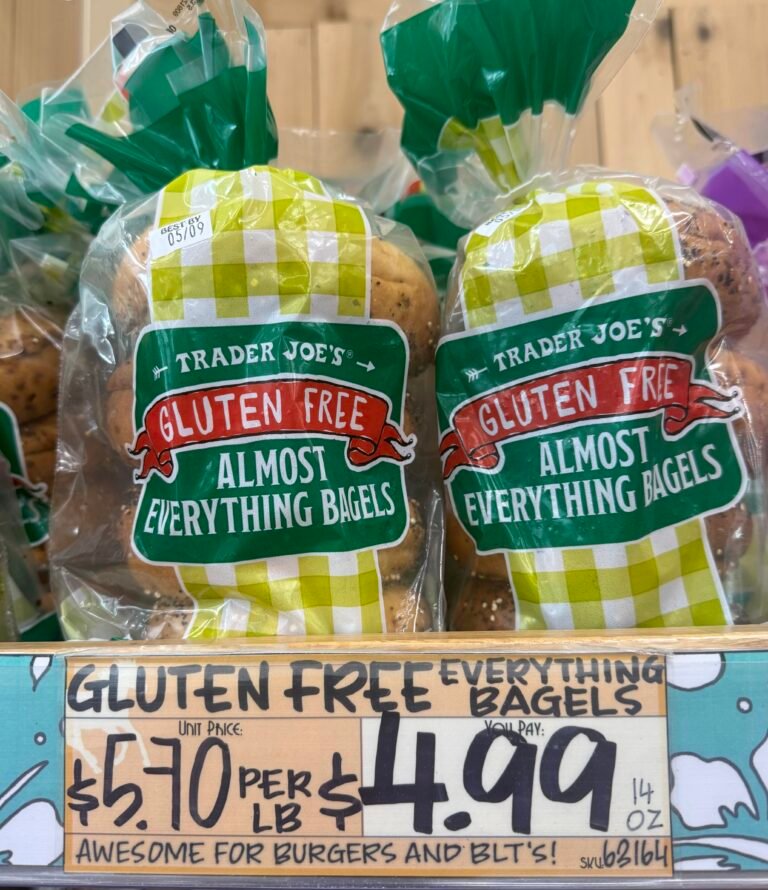 BEST BY
05/09
TRADER JOE'S®
GLUTEN FREE
ALMOST
EVERYTHING BAGELS
TRADER JOE'S
GLUTEN FREE
ALMOST
EVERYTHING BAGELS
GLUTEN FREE EVERYTHING
BAGELS
UNIT PRICE:
$5.70 PER
LB
YOU PAY:
$4.99
14
OZ
AWESOME FOR BURGERS AND BLT'S!
SKU: 63164